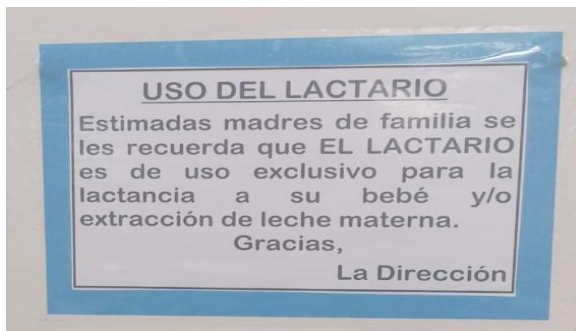 USO DEL LACTARIO
Estimadas madres de familia se
les recuerda que EL LACTARIO
es de uso exclusivo para la
lactancia a su bebé y/o
extracción de leche materna.
Gracias,
La Dirección